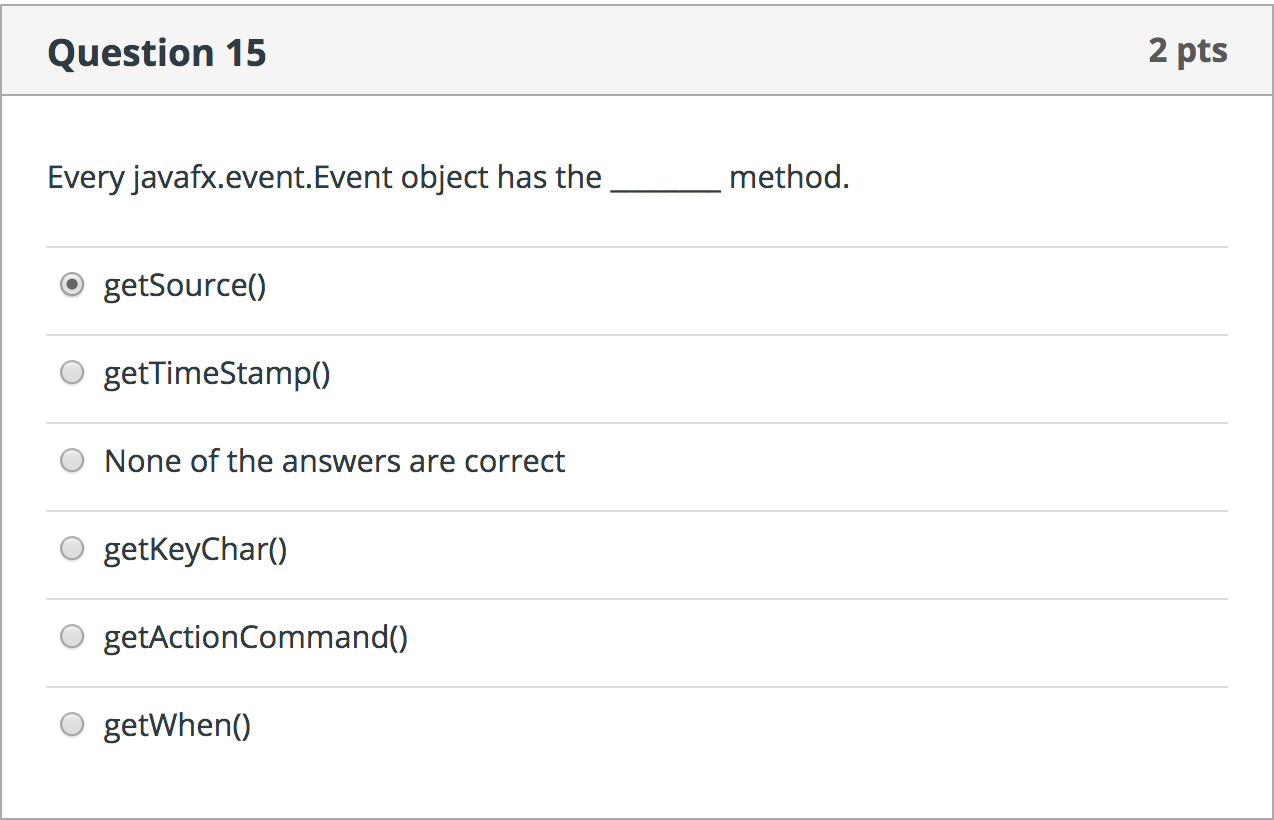 Question 15
2 pts
Every javafx.event.Event object has the ________ method.
getSource()
getTimeStamp()
None of the answers are correct
getKeyChar()
getActionCommand()
getWhen()